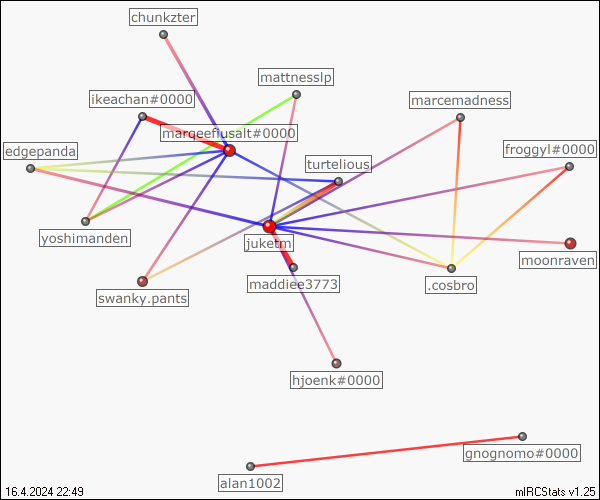 chunkzter
mattnesslp
ikeachan#0000
marcemadness
marqeefiusalt#0000
froggyl#0000
edgepanda
turtelious
yoshimanden
juketm
moonraven
swanky.pants
maddiee3773
.cosbro
hjoenk#0000
gnognomo#0000
alan1002
16.4.2024 22:49
mIRCStats v1.25